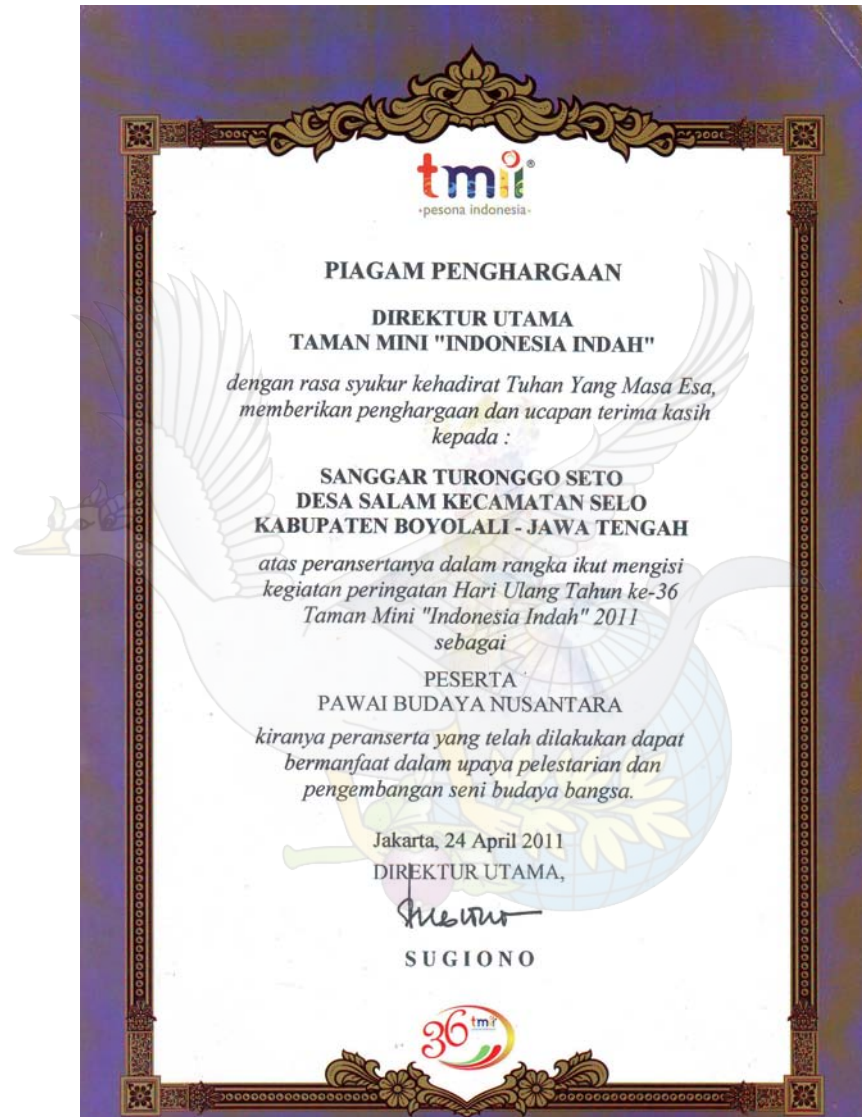 tmii®
•pesona indonesia•
PIAGAM PENGHARGAAN
DIREKTUR UTAMA
TAMAN MINI "INDONESIA INDAH"
dengan rasa syukur kehadirat Tuhan Yang Masa Esa,
memberikan penghargaan dan ucapan terima kasih
kepada :
SANGGAR TURONGGO SETO
DESA SALAM KECAMATAN SELO
KABUPATEN BOYOLALI - JAWA TENGAH
atas peransertanya dalam rangka ikut mengisi
kegiatan peringatan Hari Ulang Tahun ke-36
Taman Mini "Indonesia Indah" 2011
sebagai
PESERTA
PAWAI BUDAYA NUSANTARA
kiranya peranserta yang telah dilakukan dapat
bermanfaat dalam upaya pelestarian dan
pengembangan seni budaya bangsa.
Jakarta, 24 April 2011
DIREKTUR UTAMA,
SUGIONO
36 tmii